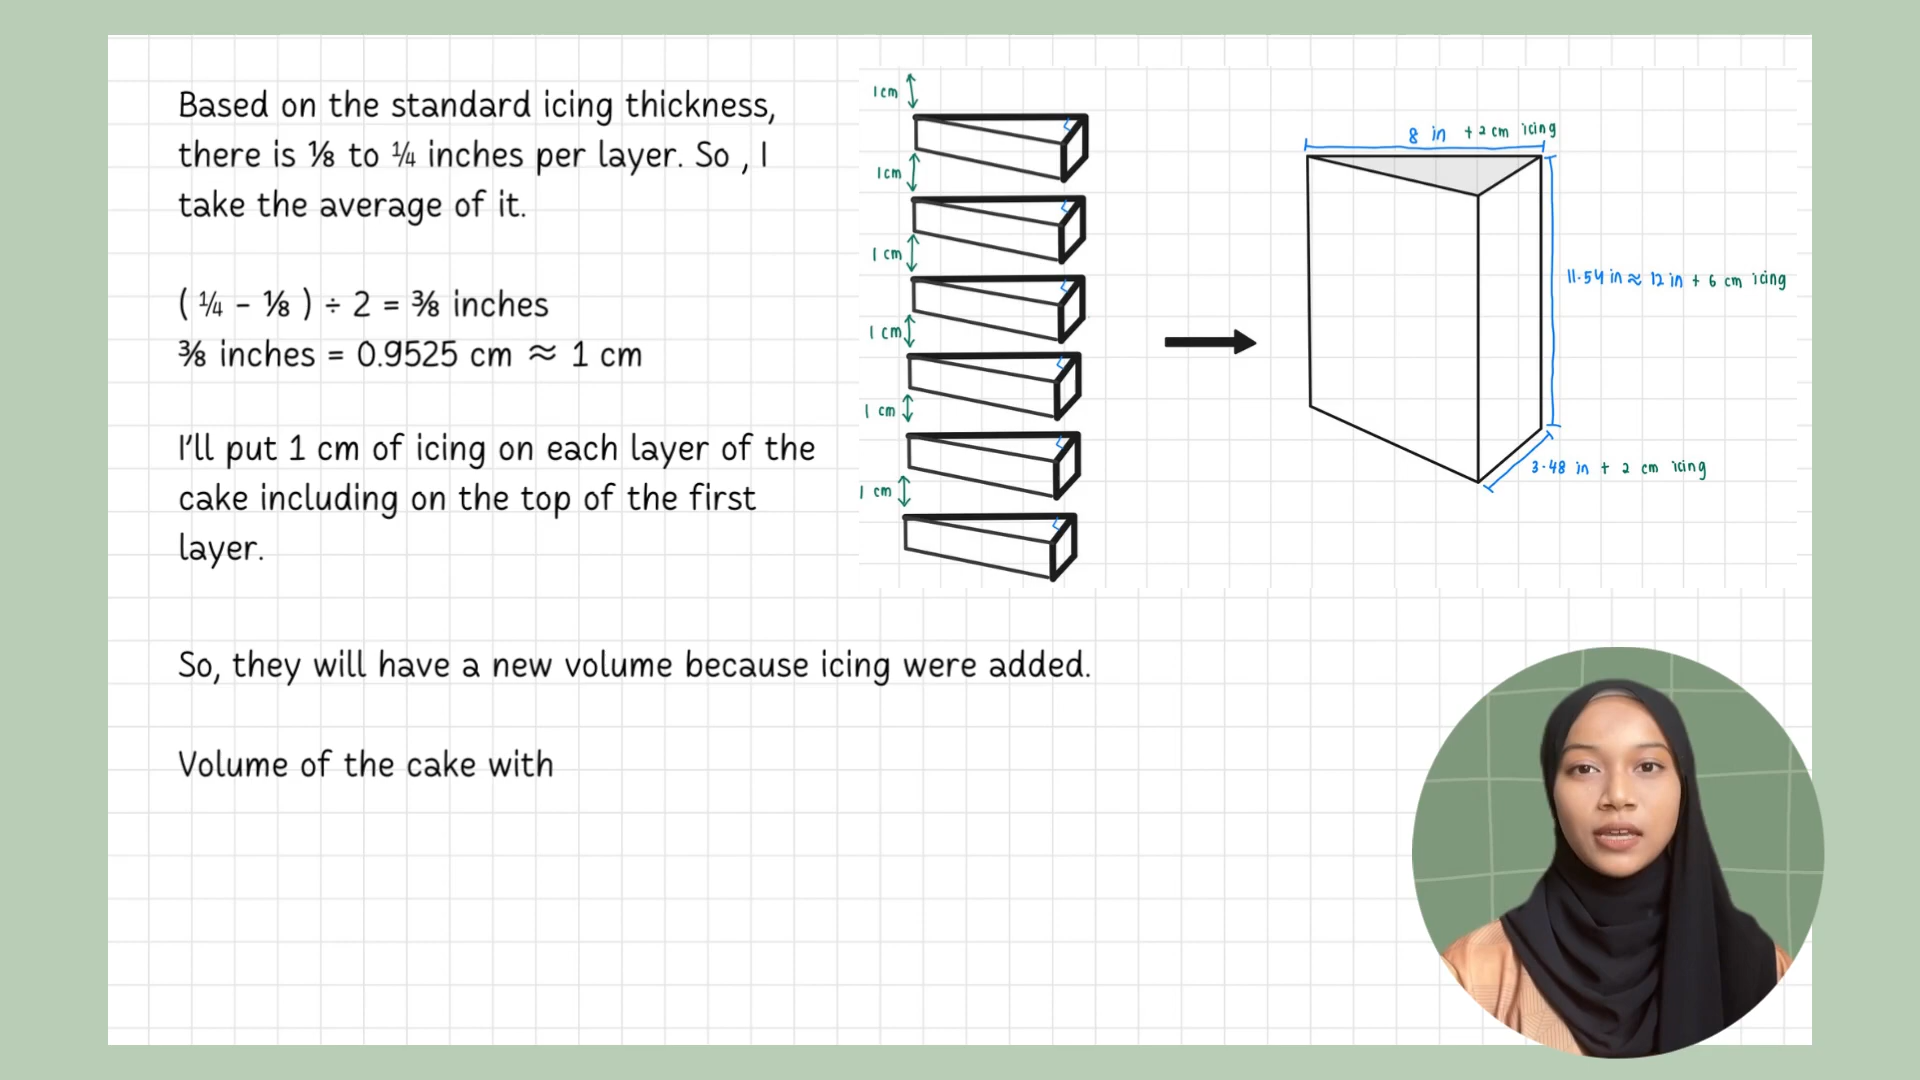 Based on the standard icing thickness,
there is ⅛ to ¼ inches per layer. So , I
take the average of it.
( ¼ - ⅛ ) ÷ 2 = ⅜ inches
⅜ inches = 0.9525 cm ≈ 1 cm
I'll put 1 cm of icing on each layer of the
cake including on the top of the first
layer.
1 cm
1 cm
1 cm
1 cm
1 cm
1 cm
8 in + 2 cm icing
11.54 in ≈ 12 in + 6 cm icing
3.48 in + 2 cm icing
So, they will have a new volume because icing were added.
Volume of the cake with